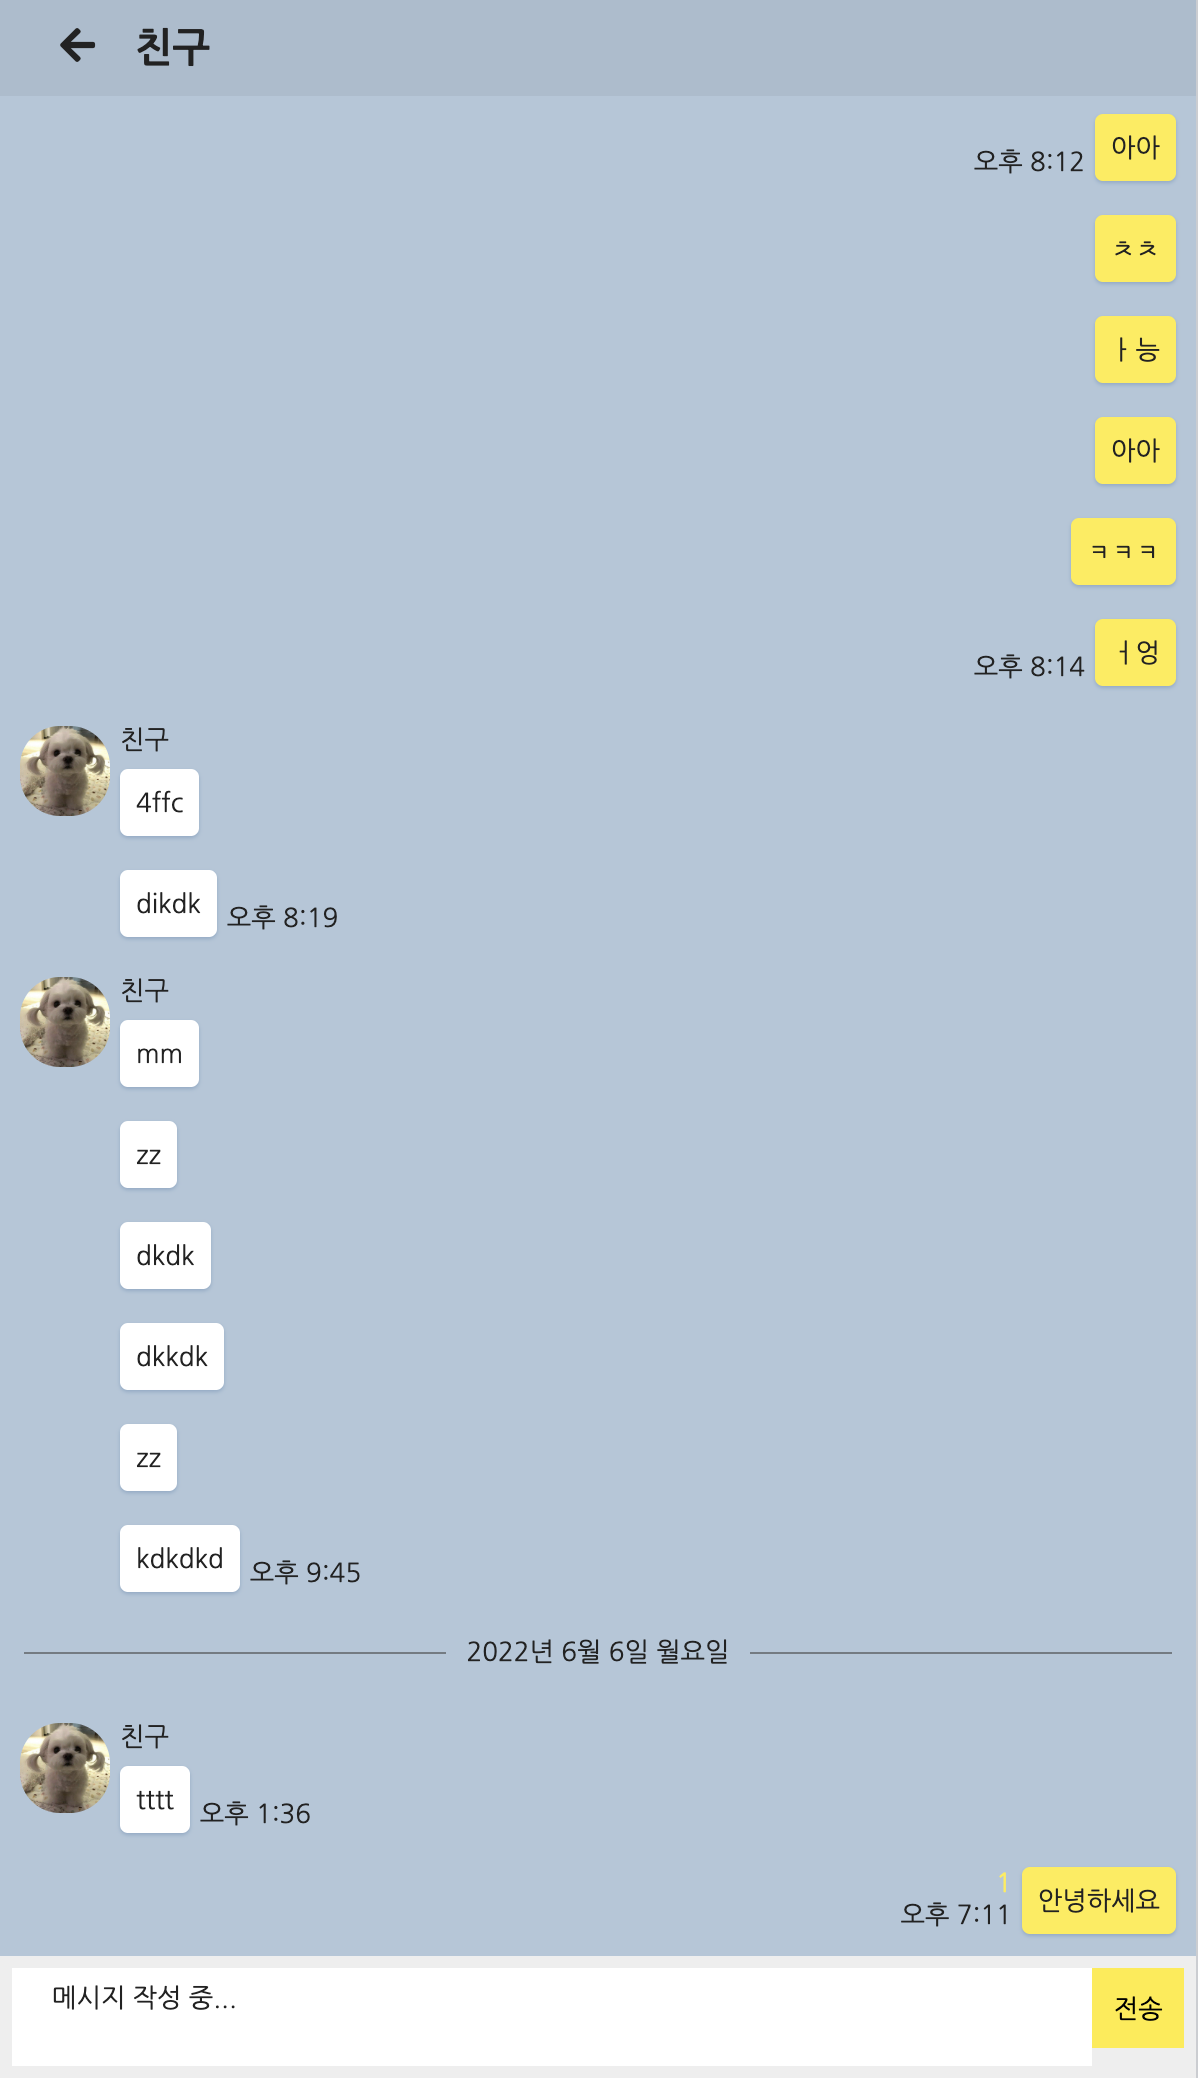 친구
아아
오후 8:12
ㅊㅊ
ㅏ능
아아
ㅋㅋㅋ
ㅓ엉
오후 8:14
친구
4ffc
dikdk
오후 8:19
친구
mm
zz
dkdk
dkkdk
zz
kdkdkd
오후 9:45
2022년 6월 6일 월요일
친구
tttt
오후 1:36
1
안녕하세요
오후 7:11
메시지 작성 중...
전송